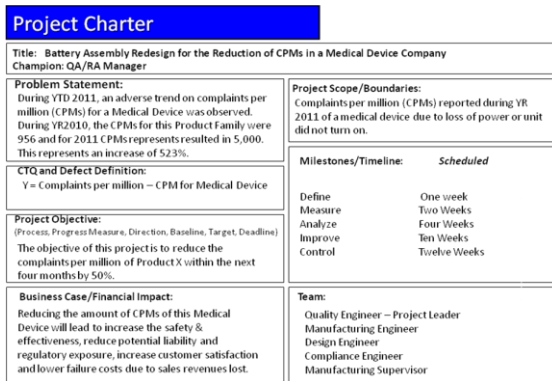 Project Charter
Title: Battery Assembly Redesign for the Reduction of CPMs in a Medical Device Company
Champion: QA/RA Manager
Problem Statement:
During YTD 2011, an adverse trend on complaints per
million (CPMs) for a Medical Device was observed.
During YR2010, the CPMs for this Product Family were
956 and for 2011 CPMs represents resulted in 5,000.
This represents an increase of 523%.
CTQ and Defect Definition:
Y = Complaints per million – CPM for Medical Device
Project Objective:
(Process, Progress Measure, Direction, Baseline, Target, Deadline)
The objective of this project is to reduce the
complaints per million of Product X within the next
four months by 50%.
Business Case/Financial Impact:
Reducing the amount of CPMs of this Medical
Device will lead to increase the safety &
effectiveness, reduce potential liability and
regulatory exposure, increase customer satisfaction
and lower failure costs due to sales revenues lost.
Project Scope/Boundaries:
Complaints per million (CPMs) reported during YR
2011 of a medical device due to loss of power or unit
did not turn on.
Milestones/Timeline: Scheduled
Define One week
Measure Two Weeks
Analyze Four Weeks
Improve Ten Weeks
Control Twelve Weeks
Team:
Quality Engineer – Project Leader
Manufacturing Engineer
Design Engineer
Compliance Engineer
Manufacturing Supervisor